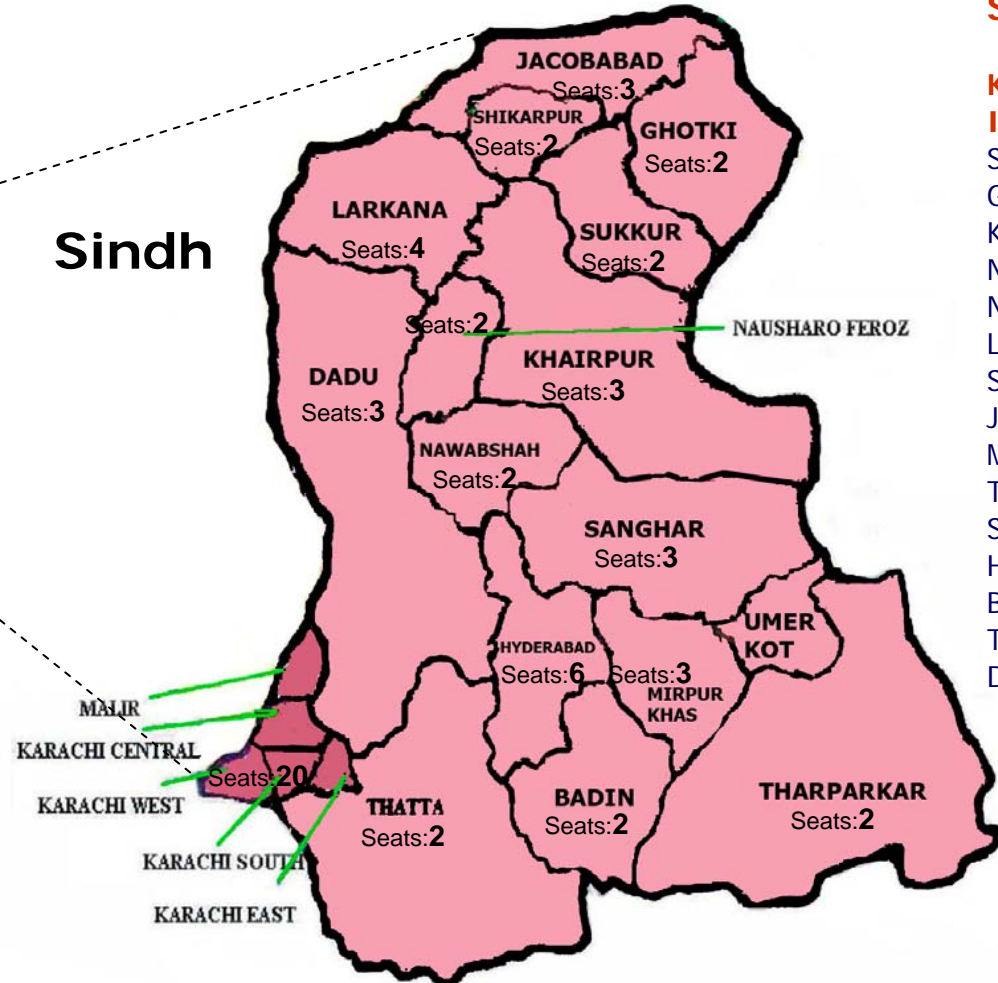 S
JACOBABAD
Seats:3
K
I
SHIKARPUR
Seats:2
GHOTKI
Seats:2
S
G
LARKANA
Seats:4
SUKKUR
Seats:2
K
Sindh
N
Seats:2
NAUSHARO FEROZ
N
L
DADU
Seats:3
KHAIRPUR
Seats:3
S
J
NAWABSHAH
Seats:2
M
T
SANGHAR
Seats:3
S
H
B
UMER
KOT
T
HYDERABAD
Seats:6
Seats:3
MIRPUR
KHAS
D
MALIR
KARACHI CENTRAL
Seats:20
KARACHI WEST
THATTA
Seats:2
BADIN
Seats:2
THARPARKAR
Seats:2
KARACHI SOUTH
KARACHI EAST